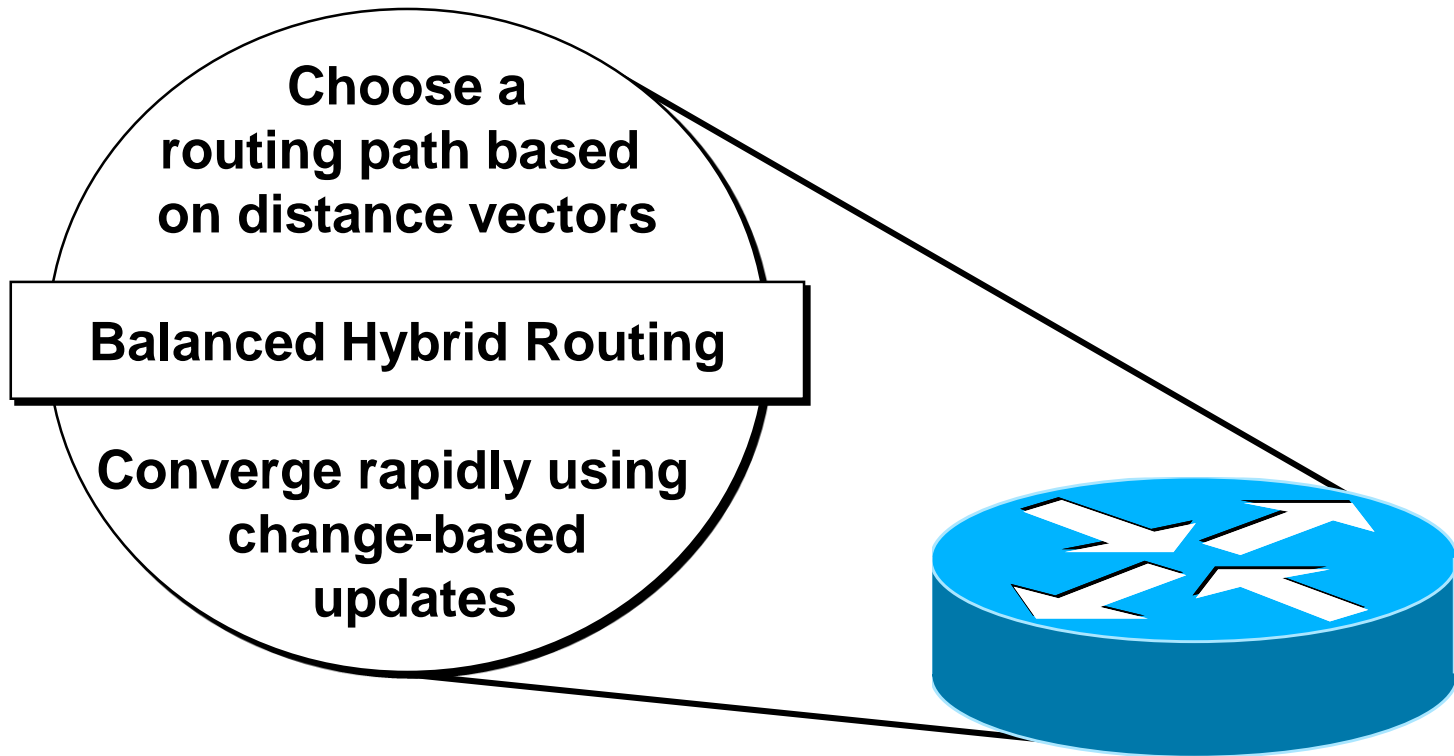 Choose a
routing path based
on distance vectors
Balanced Hybrid Routing
Converge rapidly using
change-based
updates